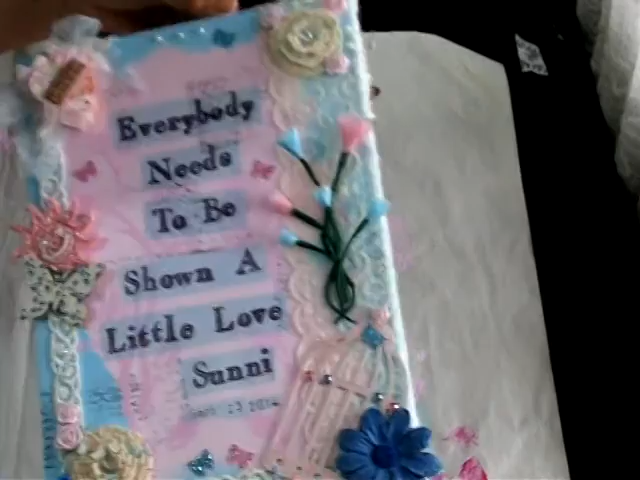 Everybody
Needs
To Be
Shown A
Little Love
Sunni